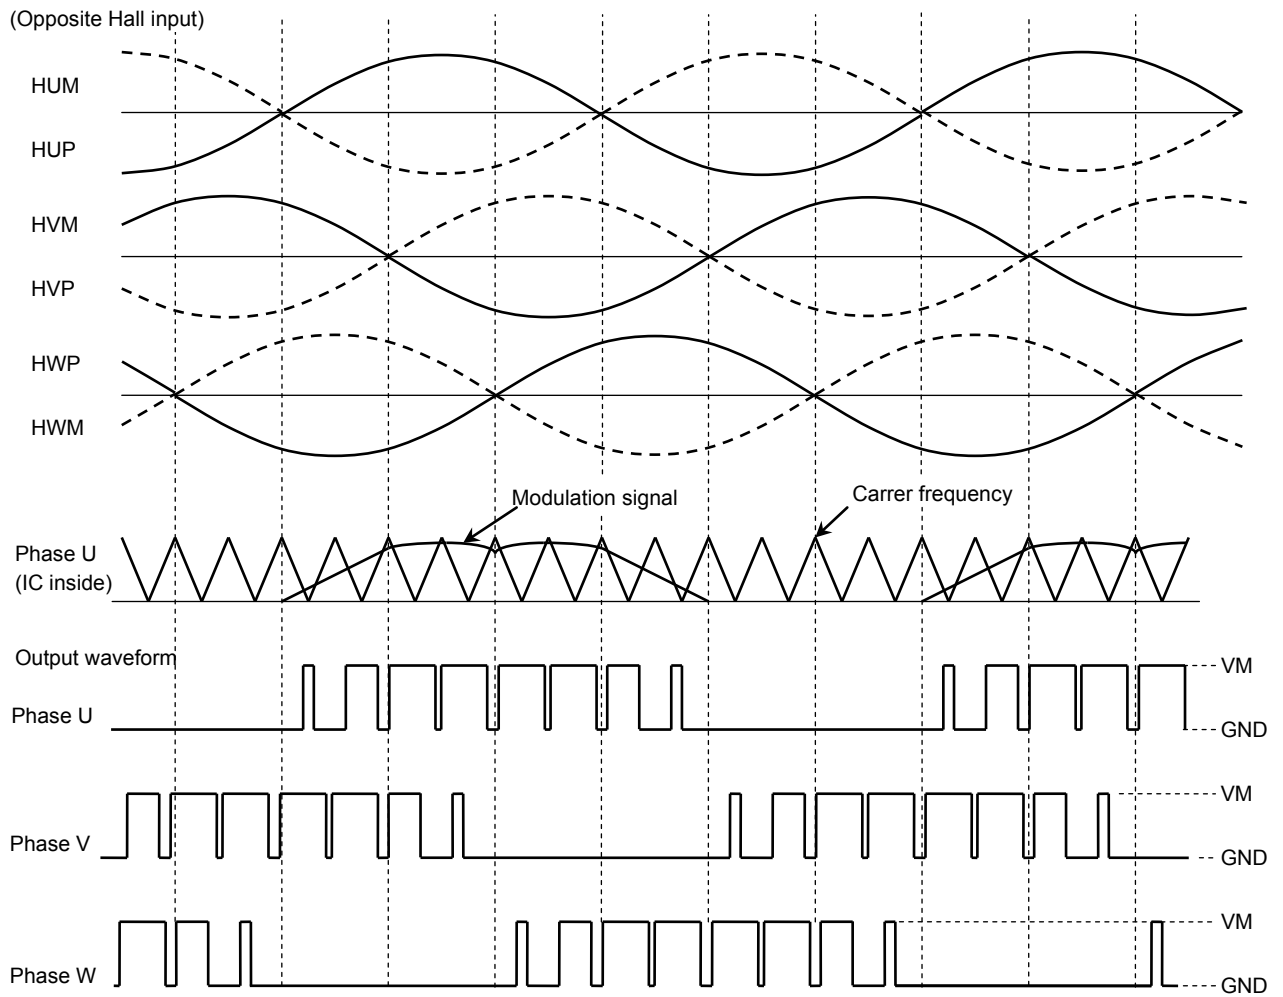 (Opposite Hall input)
HUM
HUP
HVM
HVP
HWP
HWM
Modulation signal
Carrer frequency
Phase U
(IC inside)
Output waveform
VM
Phase U
GND
VM
Phase V
GND
VM
Phase W
GND